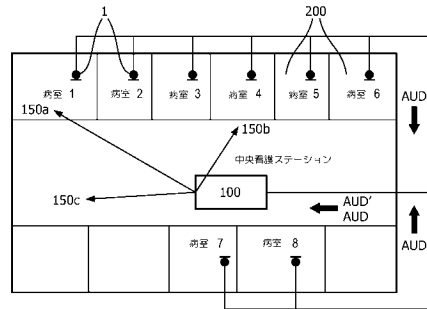 1
200
病室 1
病室 2
病室 3
病室 4
病室 5
病室 6
AUD
150a
150b
中央看護ステーション
100
150c
AUD'
AUD
AUD
病室 7
病室 8